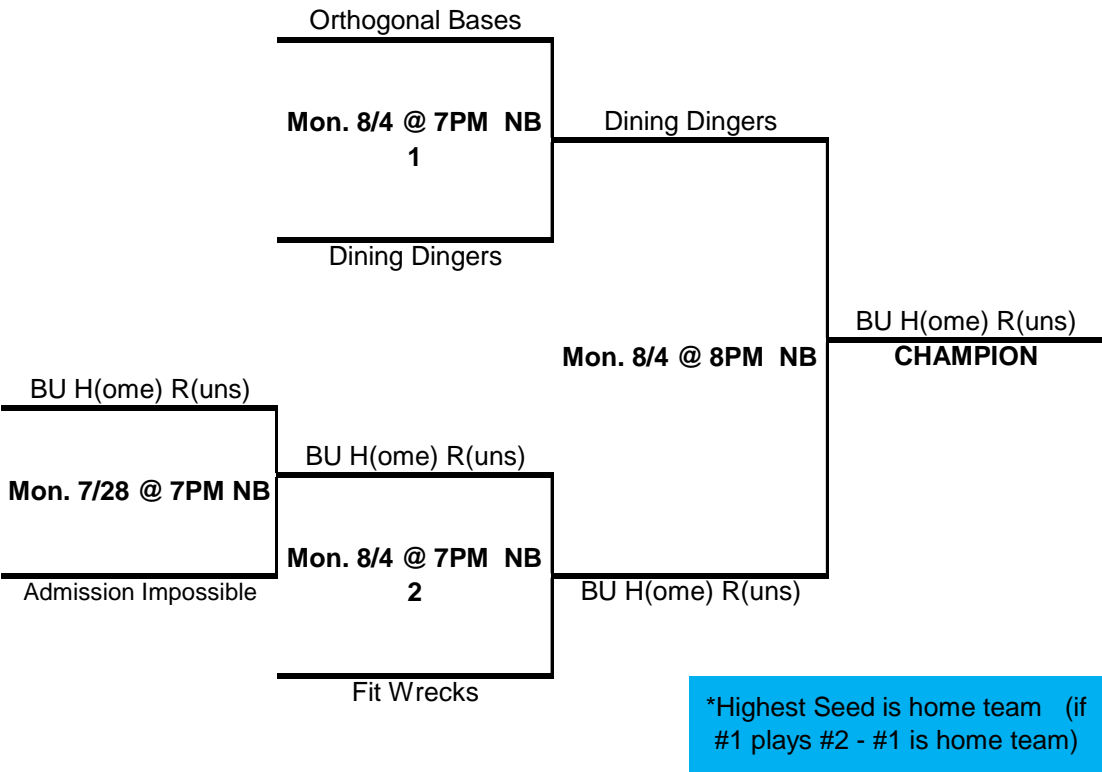 Orthogonal Bases
Mon. 8/4 @ 7PM  NB
1
Dining Dingers
Dining Dingers
Mon. 8/4 @ 8PM  NB
BU H(ome) R(uns)
CHAMPION
BU H(ome) R(uns)
Mon. 7/28 @ 7PM NB
Admission Impossible
BU H(ome) R(uns)
Mon. 8/4 @ 7PM  NB
2
BU H(ome) R(uns)
Fit Wrecks
*Highest Seed is home team   (if
#1 plays #2 - #1 is home team)